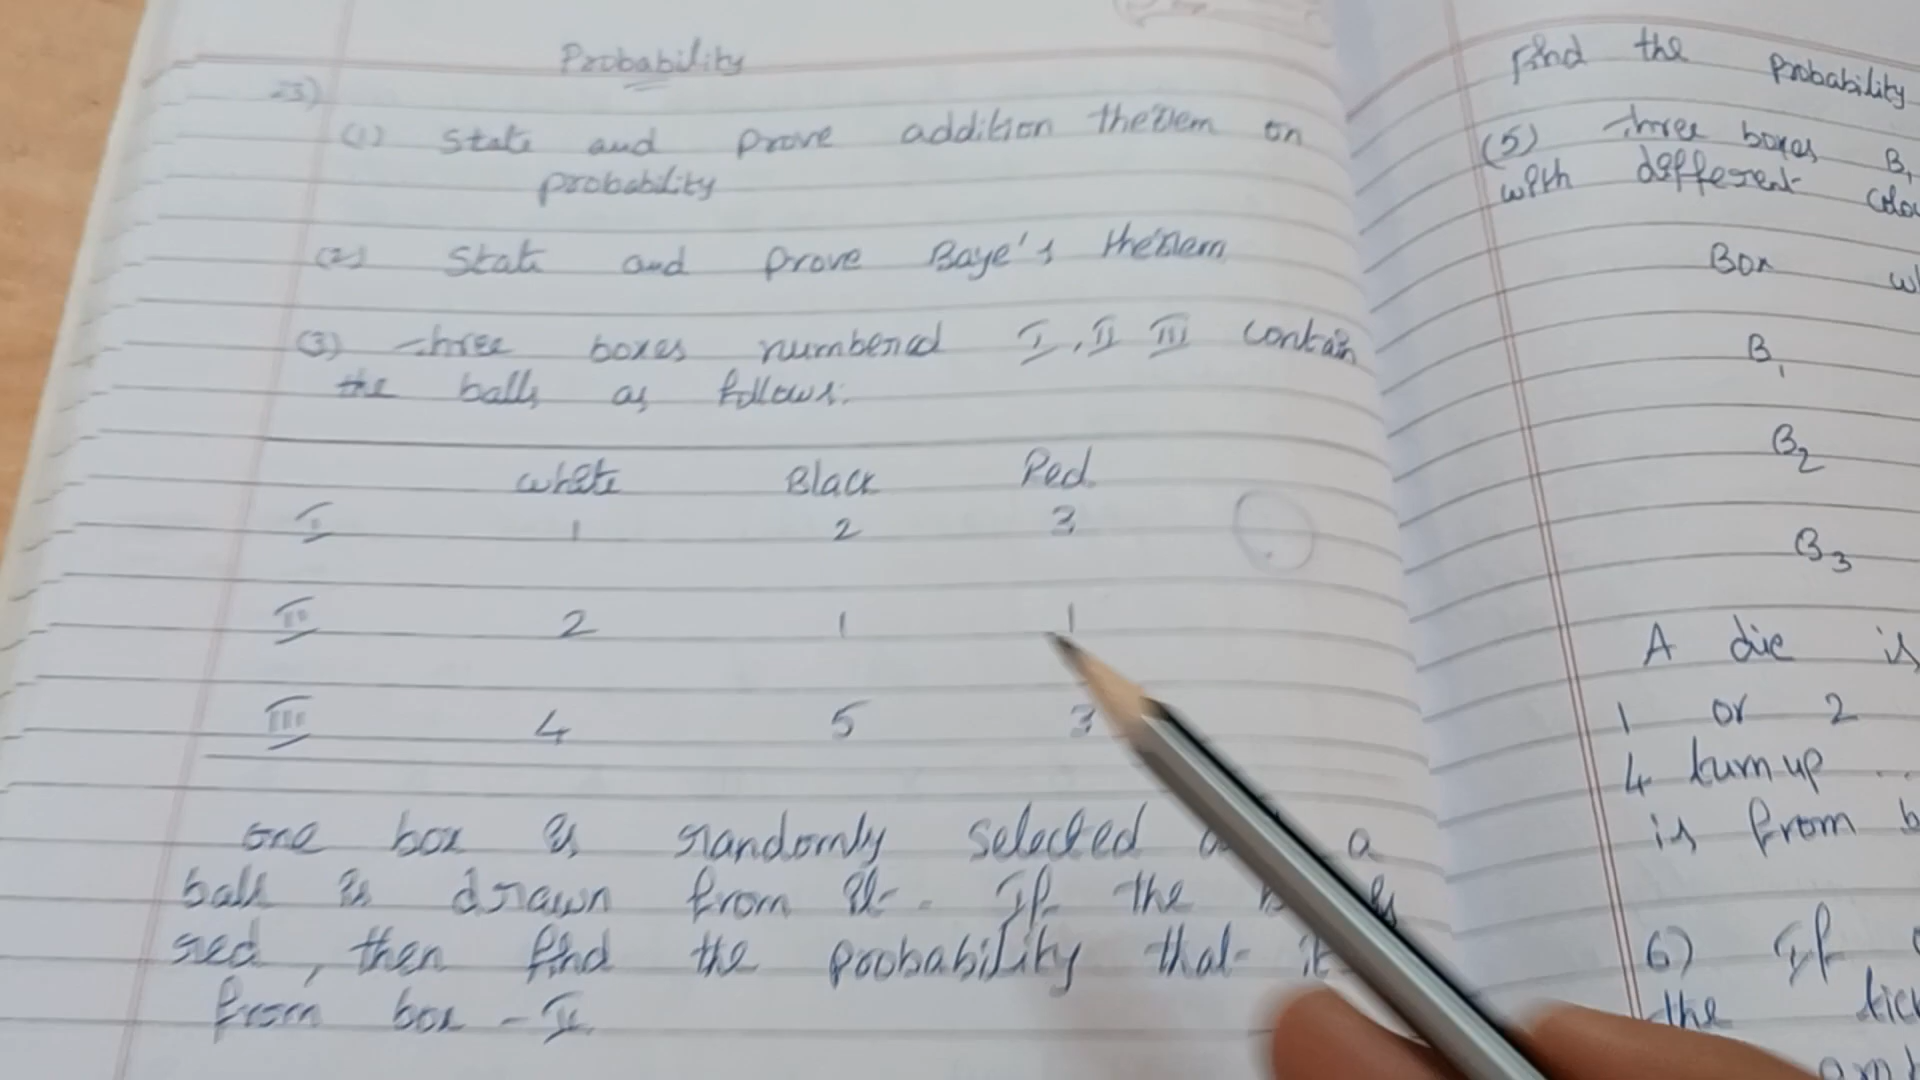 Probability
23)
(1) State and prove addition theorem on
probability
(2) State and prove Baye's theorem
(3) three boxes numbered I, II III contain
the balls as follows:
white Black Red
I 1 2 3
II 2 1 1
III 4 5 3
one box is randomly selected a
ball is drawn from it. If the is
red, then find the probability that it
from box - II.
find the probability
(5) three boxes B1
with different
Box
B1
B2
B3
A die is
1 or 2
4 turn up ...
is from
6) If
the